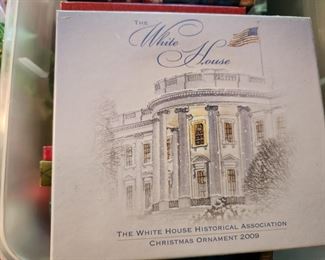 THE
White House
THE WHITE HOUSE HISTORICAL ASSOCIATION
CHRISTMAS ORNAMENT 2009